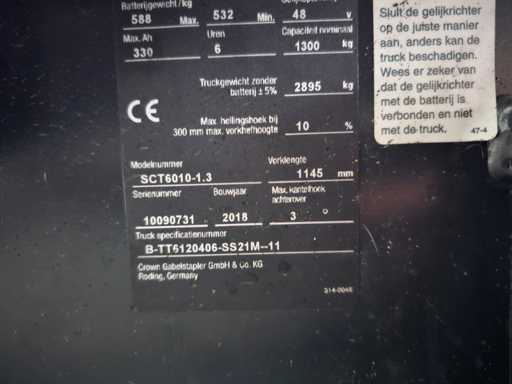 Batterijgewicht/kg
588 Max. 532 Min. 48 v
Max. Ah Uren Capaciteit nominaal
330 6 1300 kg
Truckgewicht zonder
batterij ± 5% 2895 kg
CE
Max. hellingshoek bij
300 mm max. vorkhefhoogte 10 %
Modelnummer Vorklengte
SCT6010-1.3 1145 mm
Serienummer Bouwjaar Max. kantelhoek
achterover
10090731 2018 3 °
Truck specificatienummer
B-TT6120406-SS21M--11
Crown Gabelstapler GmbH & Co. KG
Roding, Germany
Sluit de gelijkrichter
op de juiste manier
aan, anders kan de
truck beschadigen.
Wees er zeker van
dat de gelijkrichter
met de batterij is
verbonden en niet
met de truck. 47-4